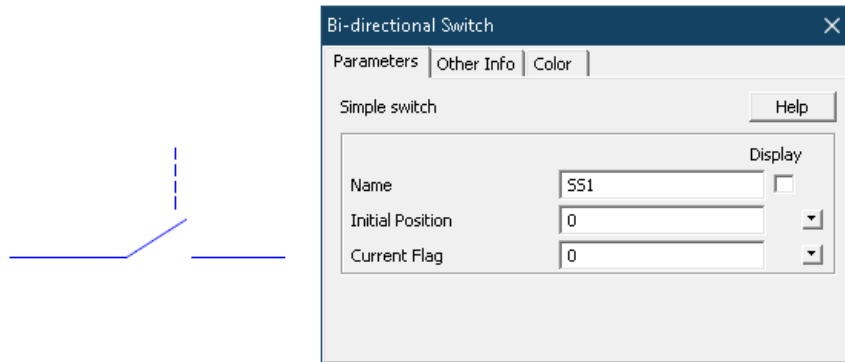 Bi-directional Switch
Parameters Other Info Color
Simple switch Help
Display
Name SS1
Initial Position 0
Current Flag 0